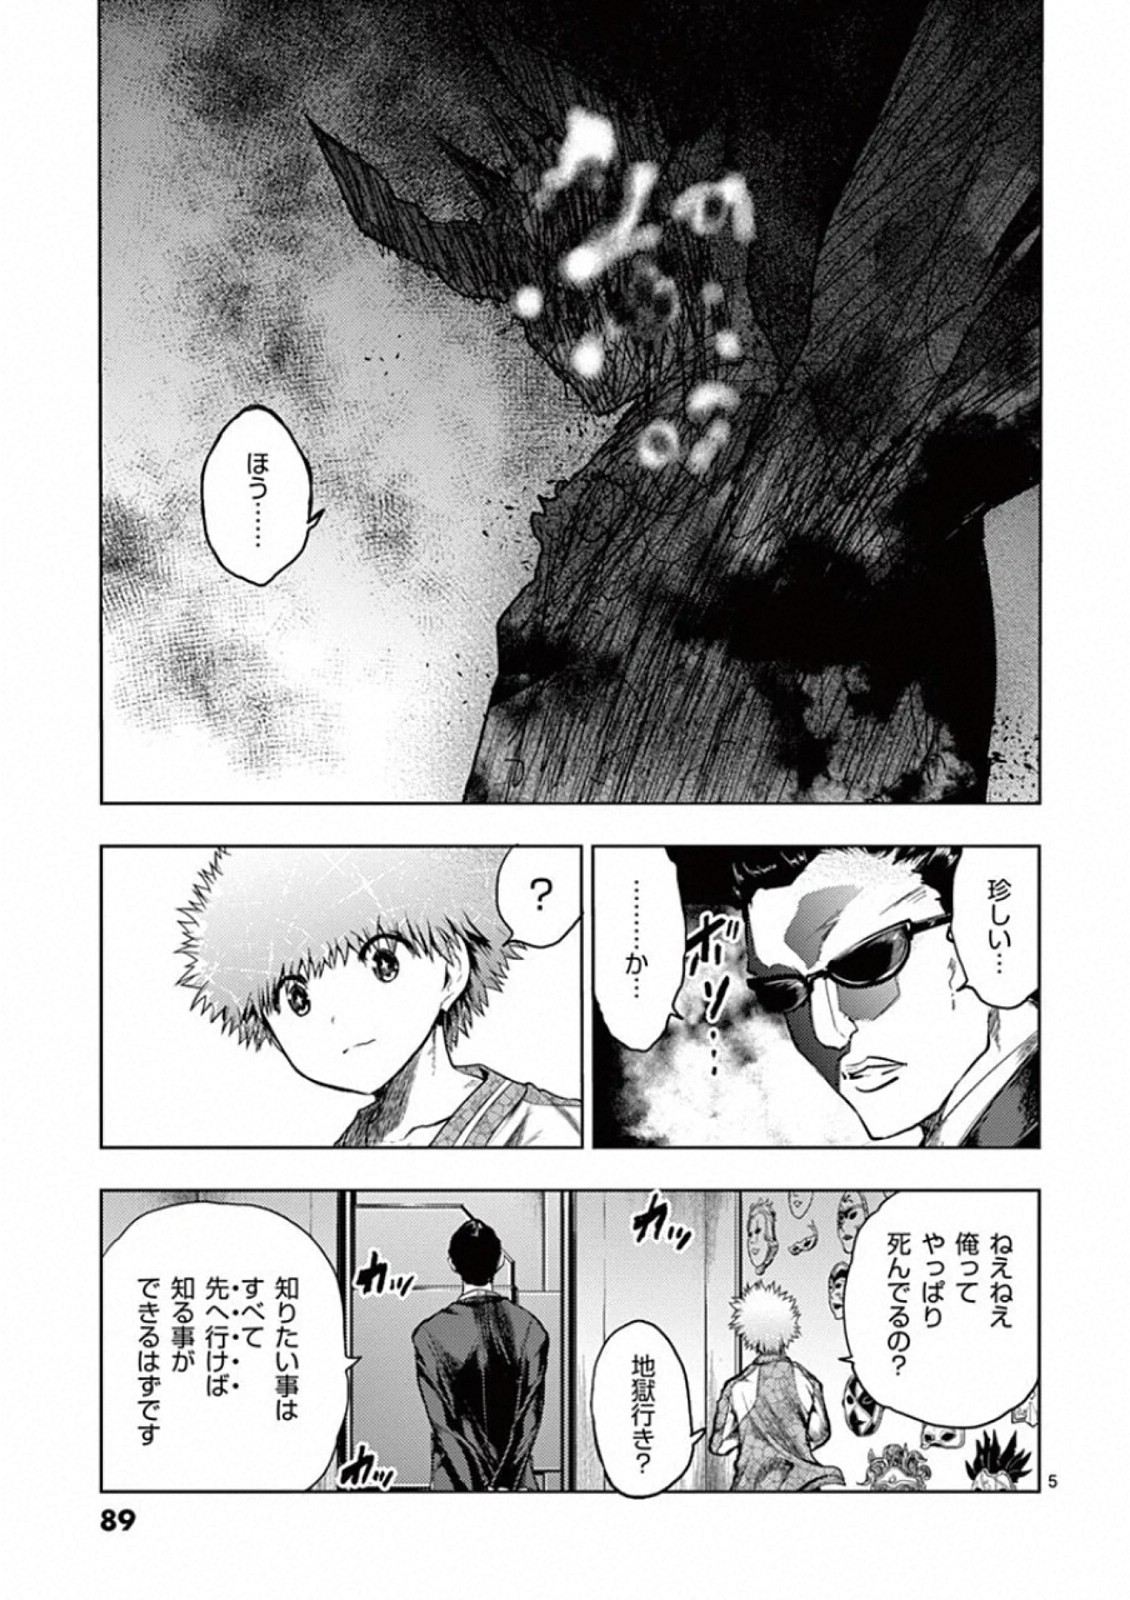 ほう……
珍しい…
………か…
ボソ…
？
ねえねえ
俺って
やっぱり
死んでるの？
カッ
地獄行き？
カッ
カッ
カッ
知りたい事は
すべて
先へ行けば
知る事が
できるはずです
5
89